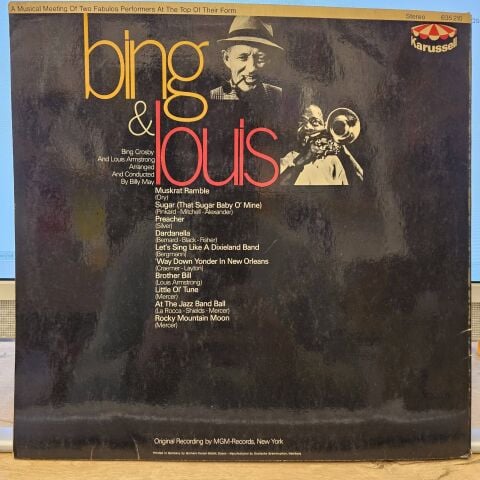 A Musical Meeting Of Two Fabulos Performers At The Top Of Their Form
Stereo 635 215
Karussell
bing
& louis
Bing Crosby
And Louis Armstrong
Arranged
And Conducted
By Billy May
Muskrat Ramble
(Ory)
Sugar (That Sugar Baby O' Mine)
(Pinkard · Mitchell · Alexander)
Preacher
(Silver)
Dardanella
(Bernard · Black · Fisher)
Let's Sing Like A Dixieland Band
(Bergmann)
'Way Down Yonder In New Orleans
(Craemer · Layton)
Brother Bill
(Louis Armstrong)
Little Ol' Tune
(Mercer)
At The Jazz Band Ball
(La Rocca · Shields · Mercer)
Rocky Mountain Moon
(Mercer)
Original Recording by MGM-Records, New York